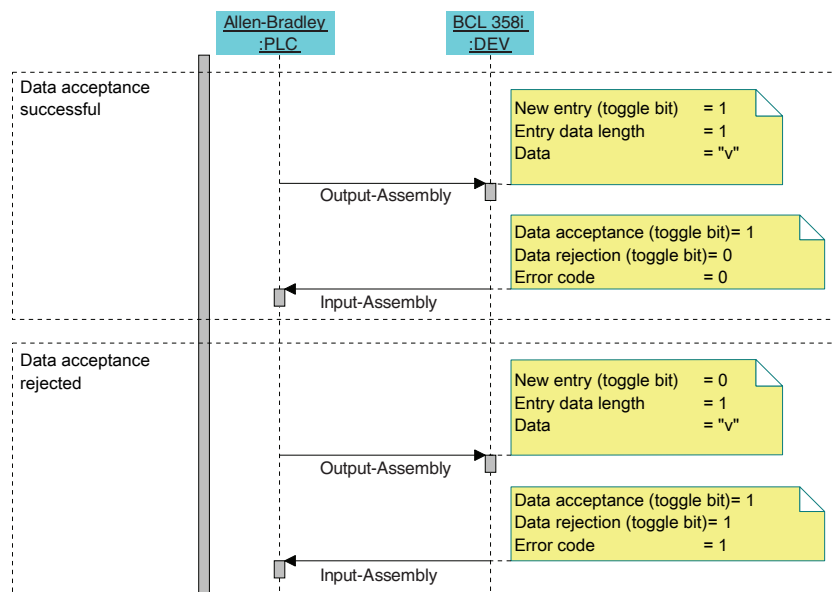 Allen-Bradley
:PLC
BCL 358i
:DEV
Data acceptance
successful
New entry (toggle bit) = 1
Entry data length = 1
Data = "v"
Output-Assembly
Data acceptance (toggle bit)= 1
Data rejection (toggle bit)= 0
Error code = 0
Input-Assembly
Data acceptance
rejected
New entry (toggle bit) = 0
Entry data length = 1
Data = "v"
Output-Assembly
Data acceptance (toggle bit)= 1
Data rejection (toggle bit)= 1
Error code = 1
Input-Assembly